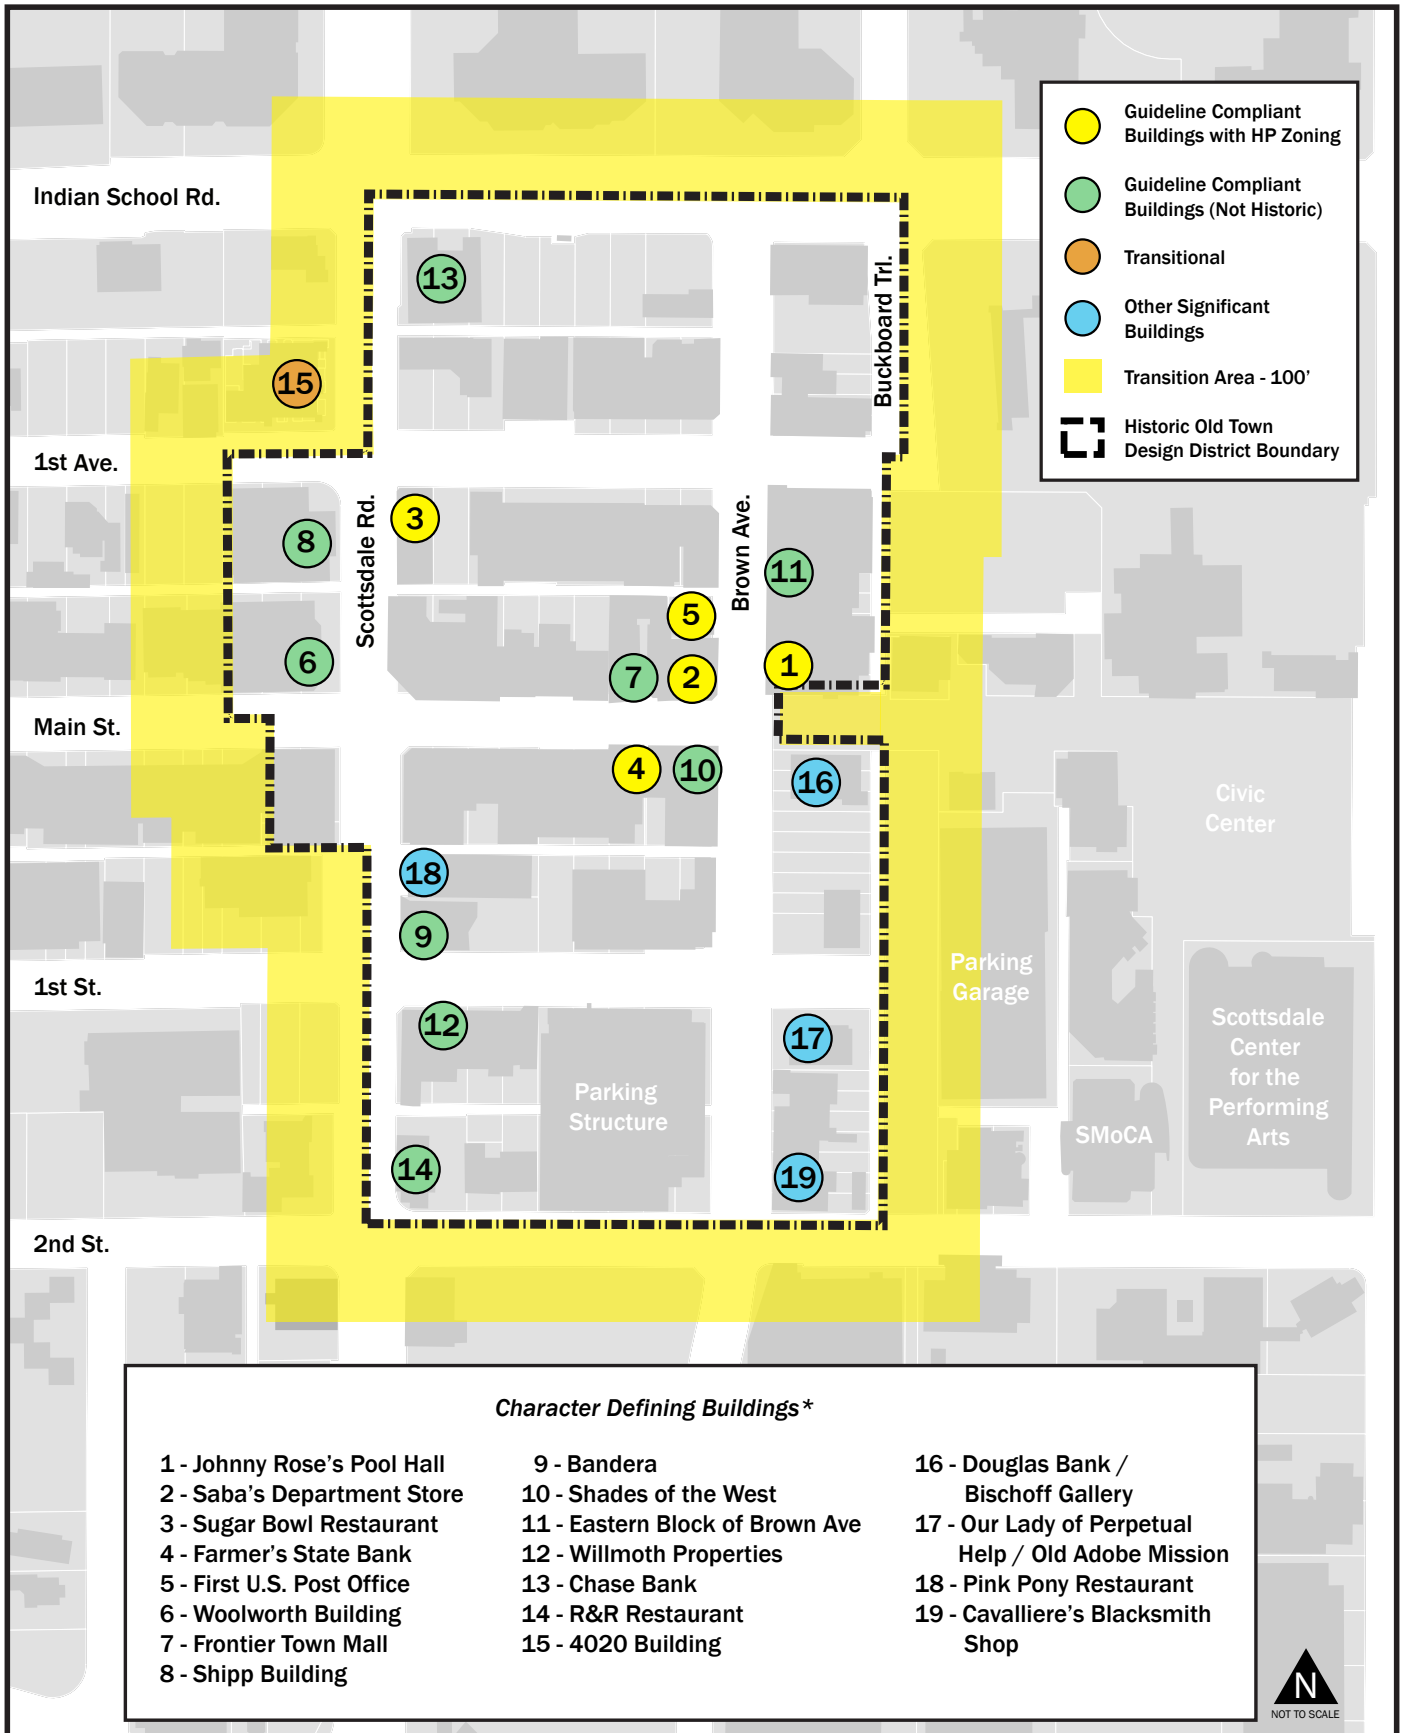 Guideline Compliant
Buildings with HP Zoning
Guideline Compliant
Buildings (Not Historic)
Transitional
Other Significant
Buildings
Transition Area - 100’
Historic Old Town
Design District Boundary
Indian School Rd.
13
Buckboard Trl.
15
1st Ave.
Scottsdale Rd.
3
8
Brown Ave.
11
5
6
7
2
1
Main St.
4
10
16
Civic
Center
18
9
Parking
Garage
1st St.
12
17
Scottsdale
Center
for the
Performing
Arts
Parking
Structure
SMoCA
14
19
2nd St.
Character Defining Buildings*
1 - Johnny Rose’s Pool Hall
2 - Saba’s Department Store
3 - Sugar Bowl Restaurant
4 - Farmer’s State Bank
5 - First U.S. Post Office
6 - Woolworth Building
7 - Frontier Town Mall
8 - Shipp Building
9 - Bandera
10 - Shades of the West
11 - Eastern Block of Brown Ave
12 - Willmoth Properties
13 - Chase Bank
14 - R&R Restaurant
15 - 4020 Building
16 - Douglas Bank /
Bischoff Gallery
17 - Our Lady of Perpetual
Help / Old Adobe Mission
18 - Pink Pony Restaurant
19 - Cavalliere’s Blacksmith
Shop
N
NOT TO SCALE